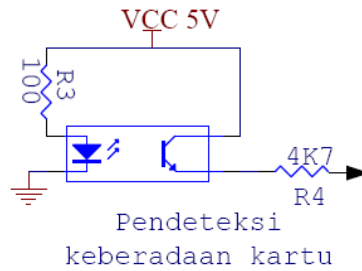 VCC 5V
R3
100
4K7
R4
Pendeteksi
keberadaan kartu